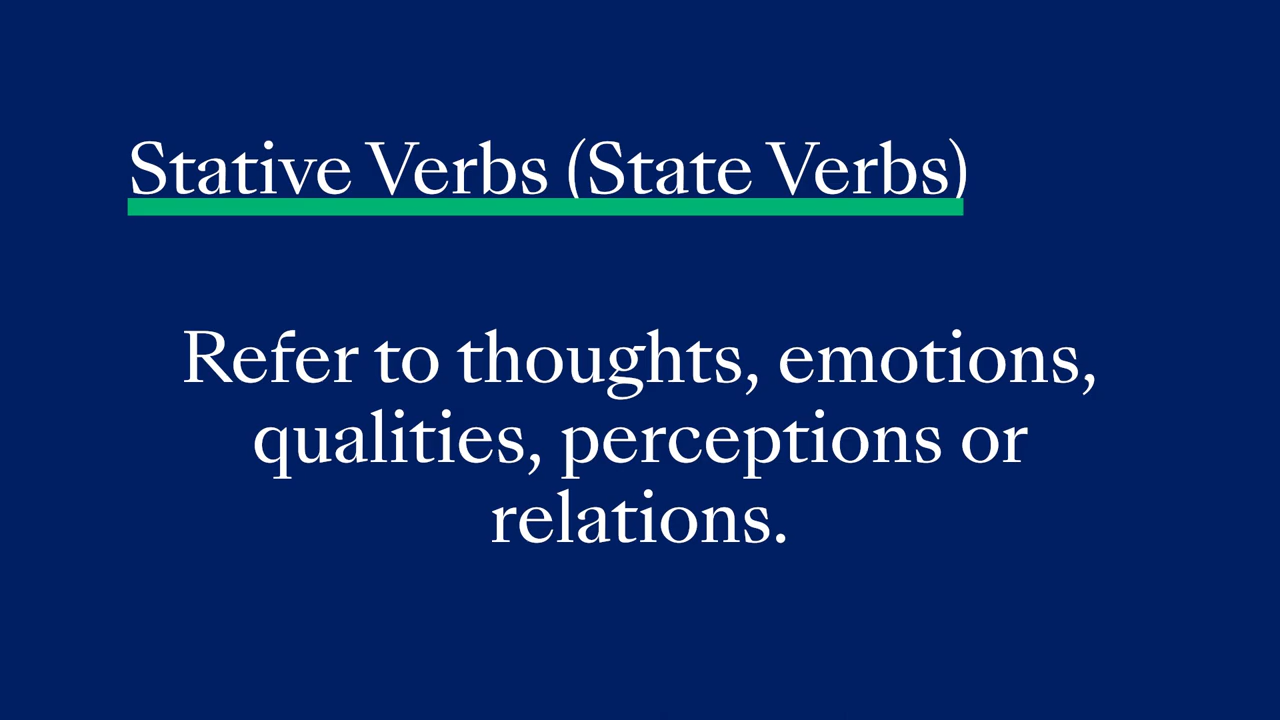 Stative Verbs (State Verbs)
Refer to thoughts, emotions,
qualities, perceptions or
relations.